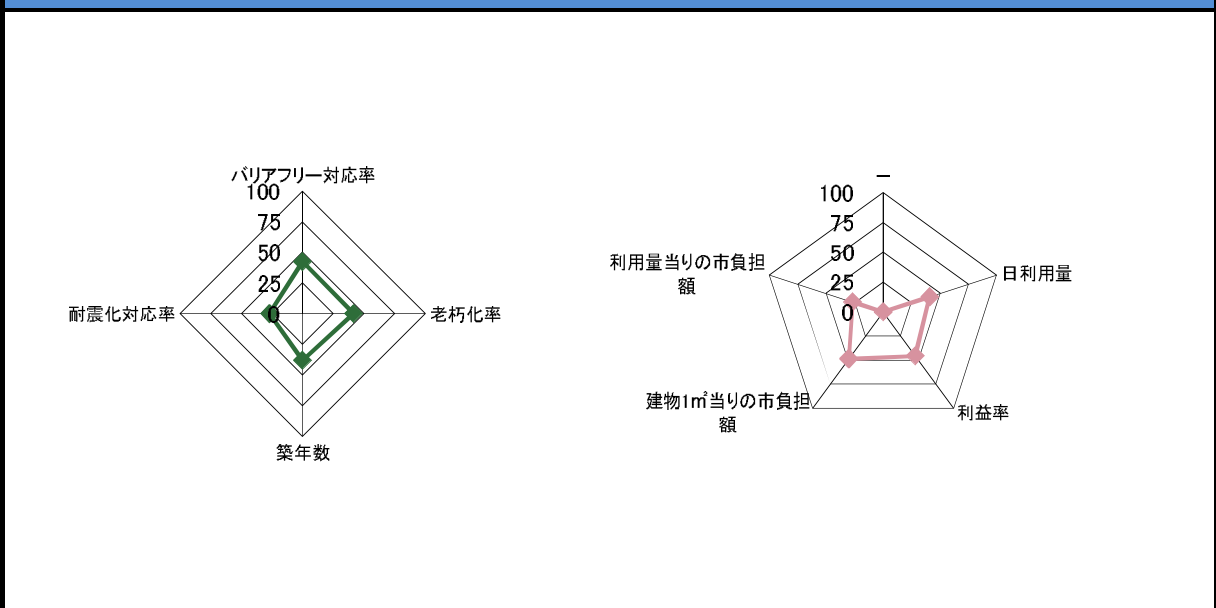 バリアフリー対応率
100
75
50
25
0
耐震化対応率
老朽化率
築年数
－
100
75
50
25
0
利用量当りの市負担
額
日利用量
建物1㎡当りの市負担
額
利益率